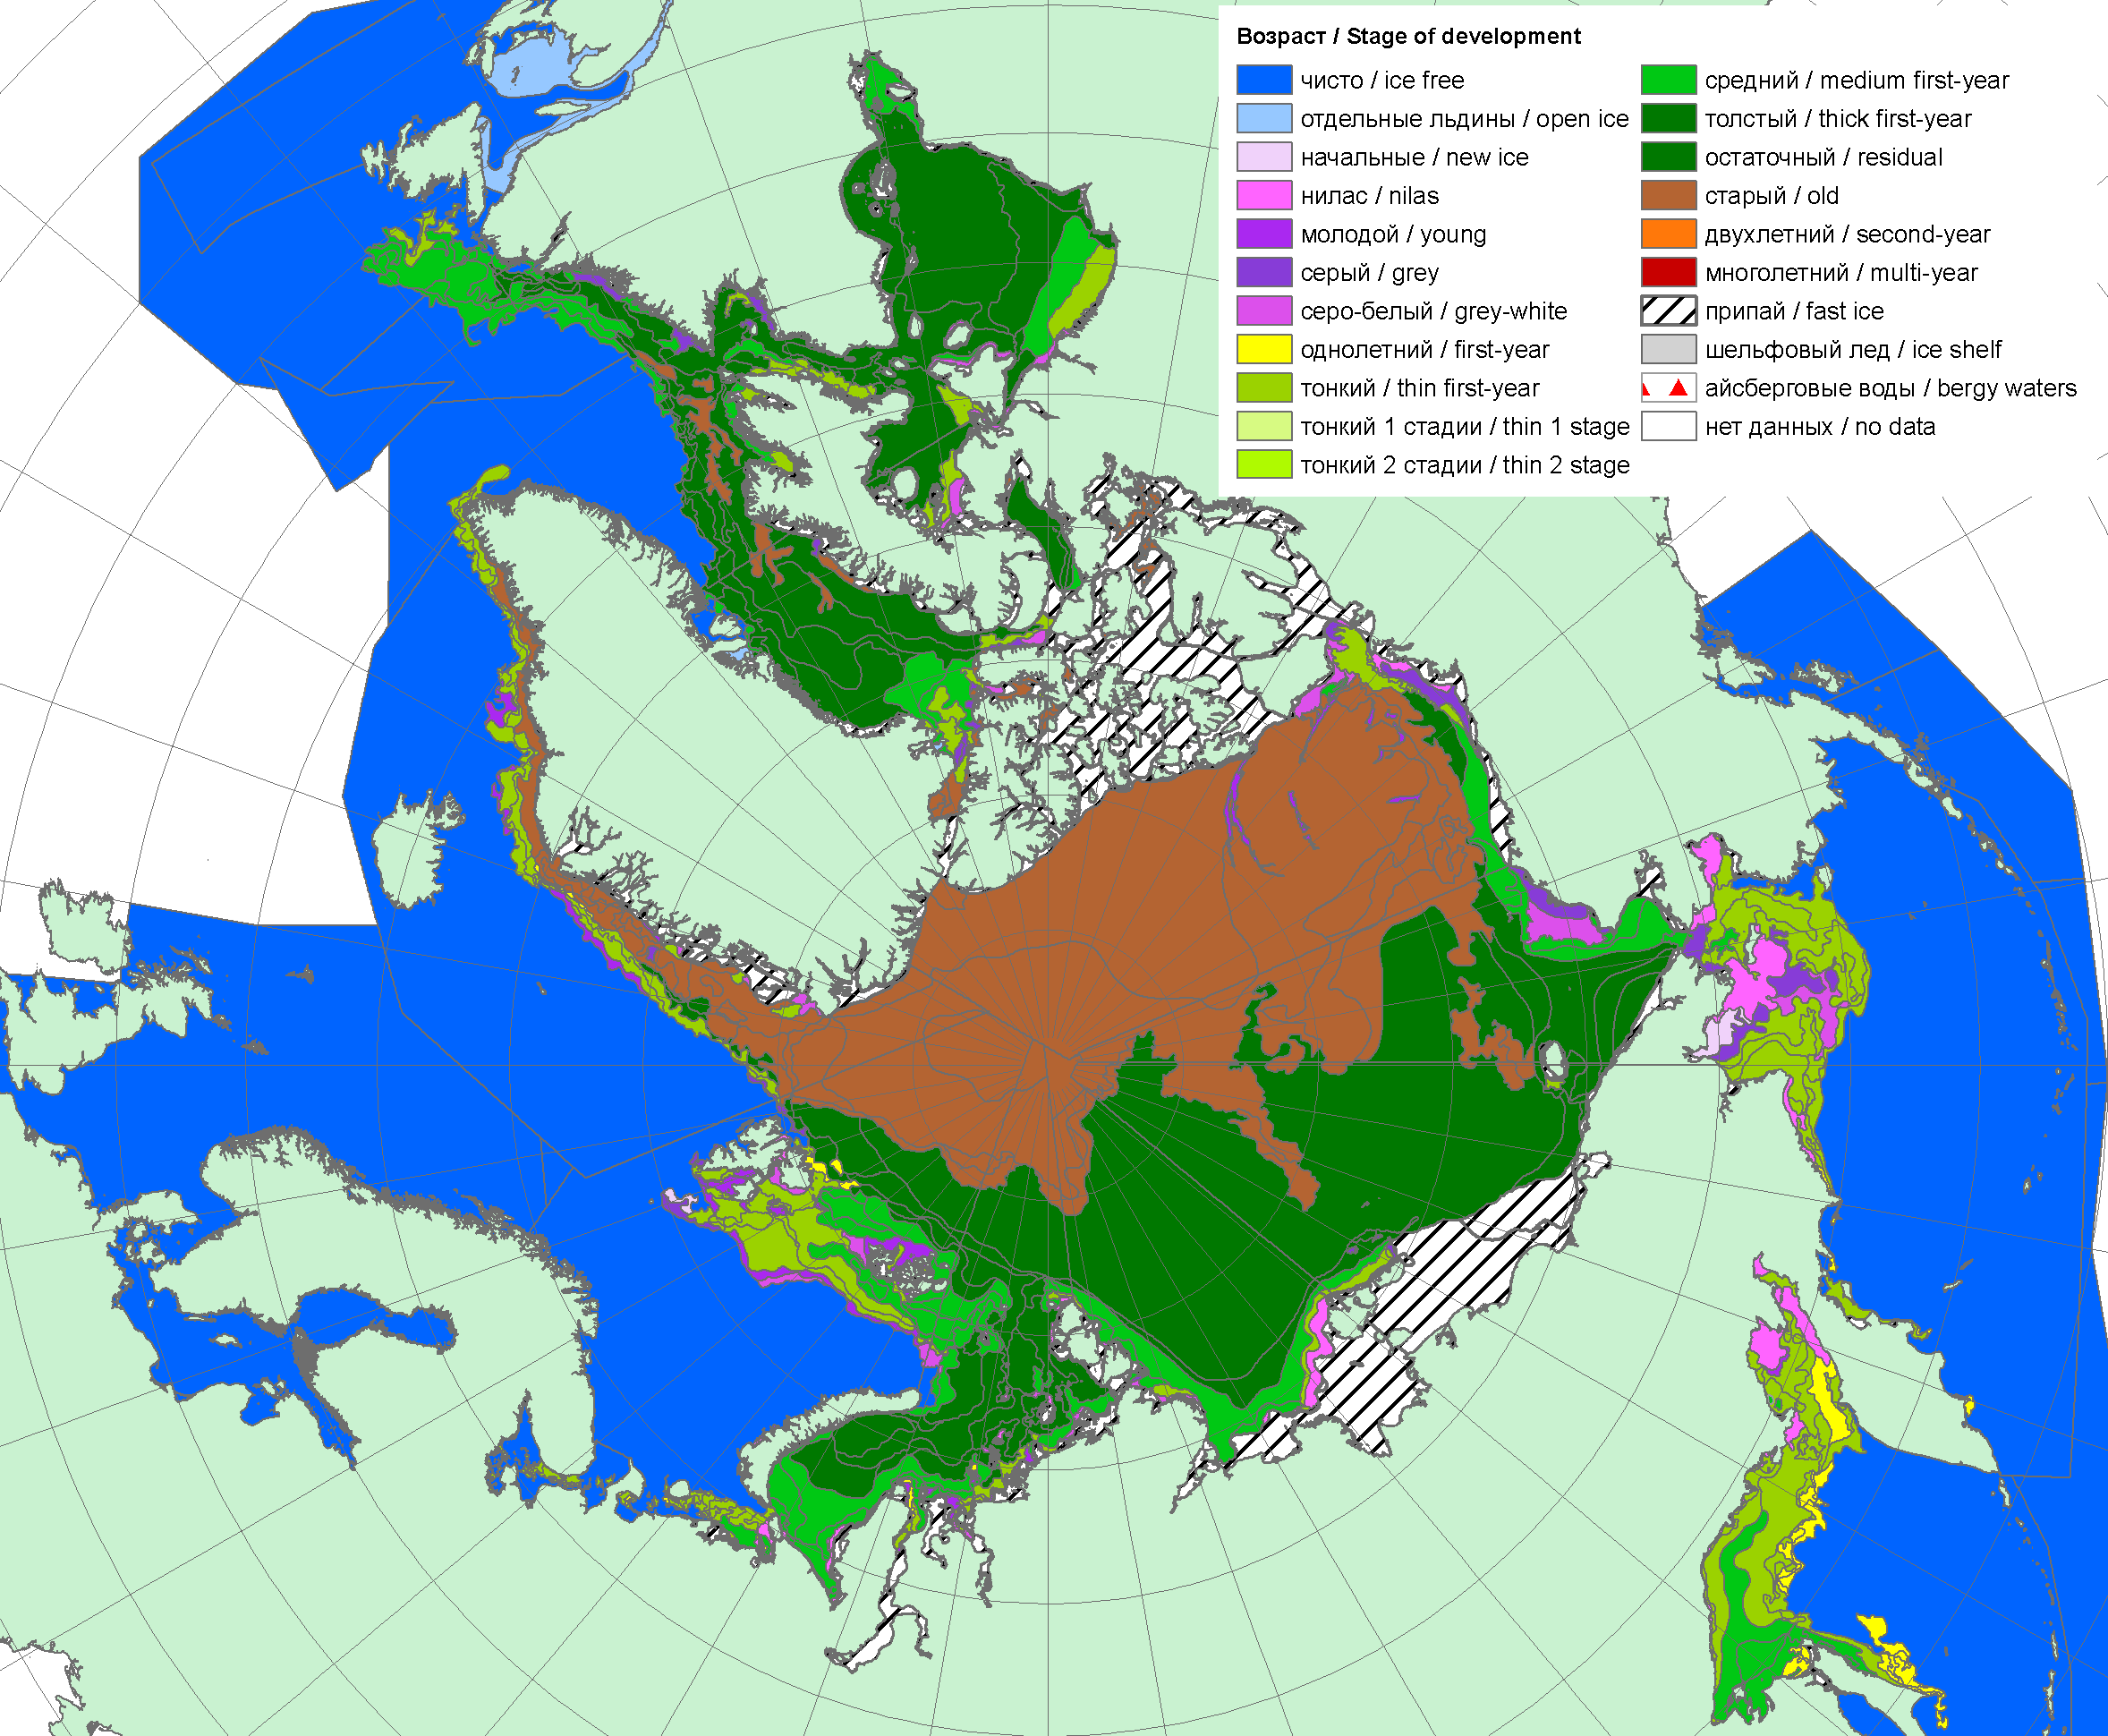 Возраст / Stage of development
чисто / ice free
отдельные льдины / open ice
начальные / new ice
нилас / nilas
молодой / young
серый / grey
серо-белый / grey-white
однолетний / first-year
тонкий / thin first-year
тонкий 1 стадии / thin 1 stage
тонкий 2 стадии / thin 2 stage
средний / medium first-year
толстый / thick first-year
остаточный / residual
старый / old
двухлетний / second-year
многолетний / multi-year
припай / fast ice
шельфовый лед / ice shelf
айсберговые воды / bergy waters
нет данных / no data